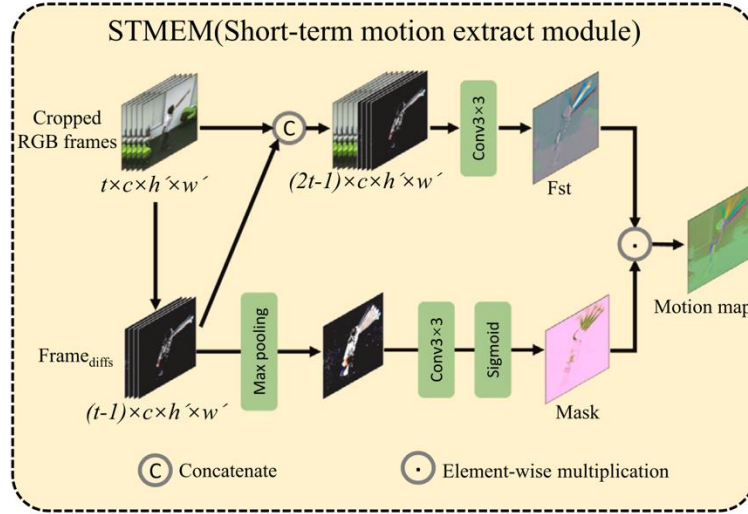 STMEM(Short-term motion extract module)
Cropped
RGB frames
t×c×h´×w´
C
(2t-1)×c×h´×w´
Conv3×3
Fst
Motion map
Frame_diffs
(t-1)×c×h´×w´
Max pooling
Conv3×3
Sigmoid
Mask
C Concatenate
Element-wise multiplication